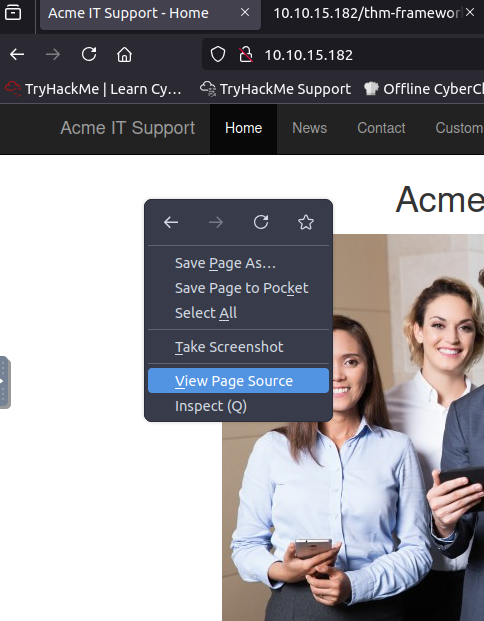 Acme IT Support - Home
10.10.15.182/thm-framewor
10.10.15.182
TryHackMe | Learn Cy…
TryHackMe Support
Offline CyberCl
Acme IT Support
Home
News
Contact
Custom
Acme
Save Page As…
Save Page to Pocket
Select All
Take Screenshot
View Page Source
Inspect (Q)